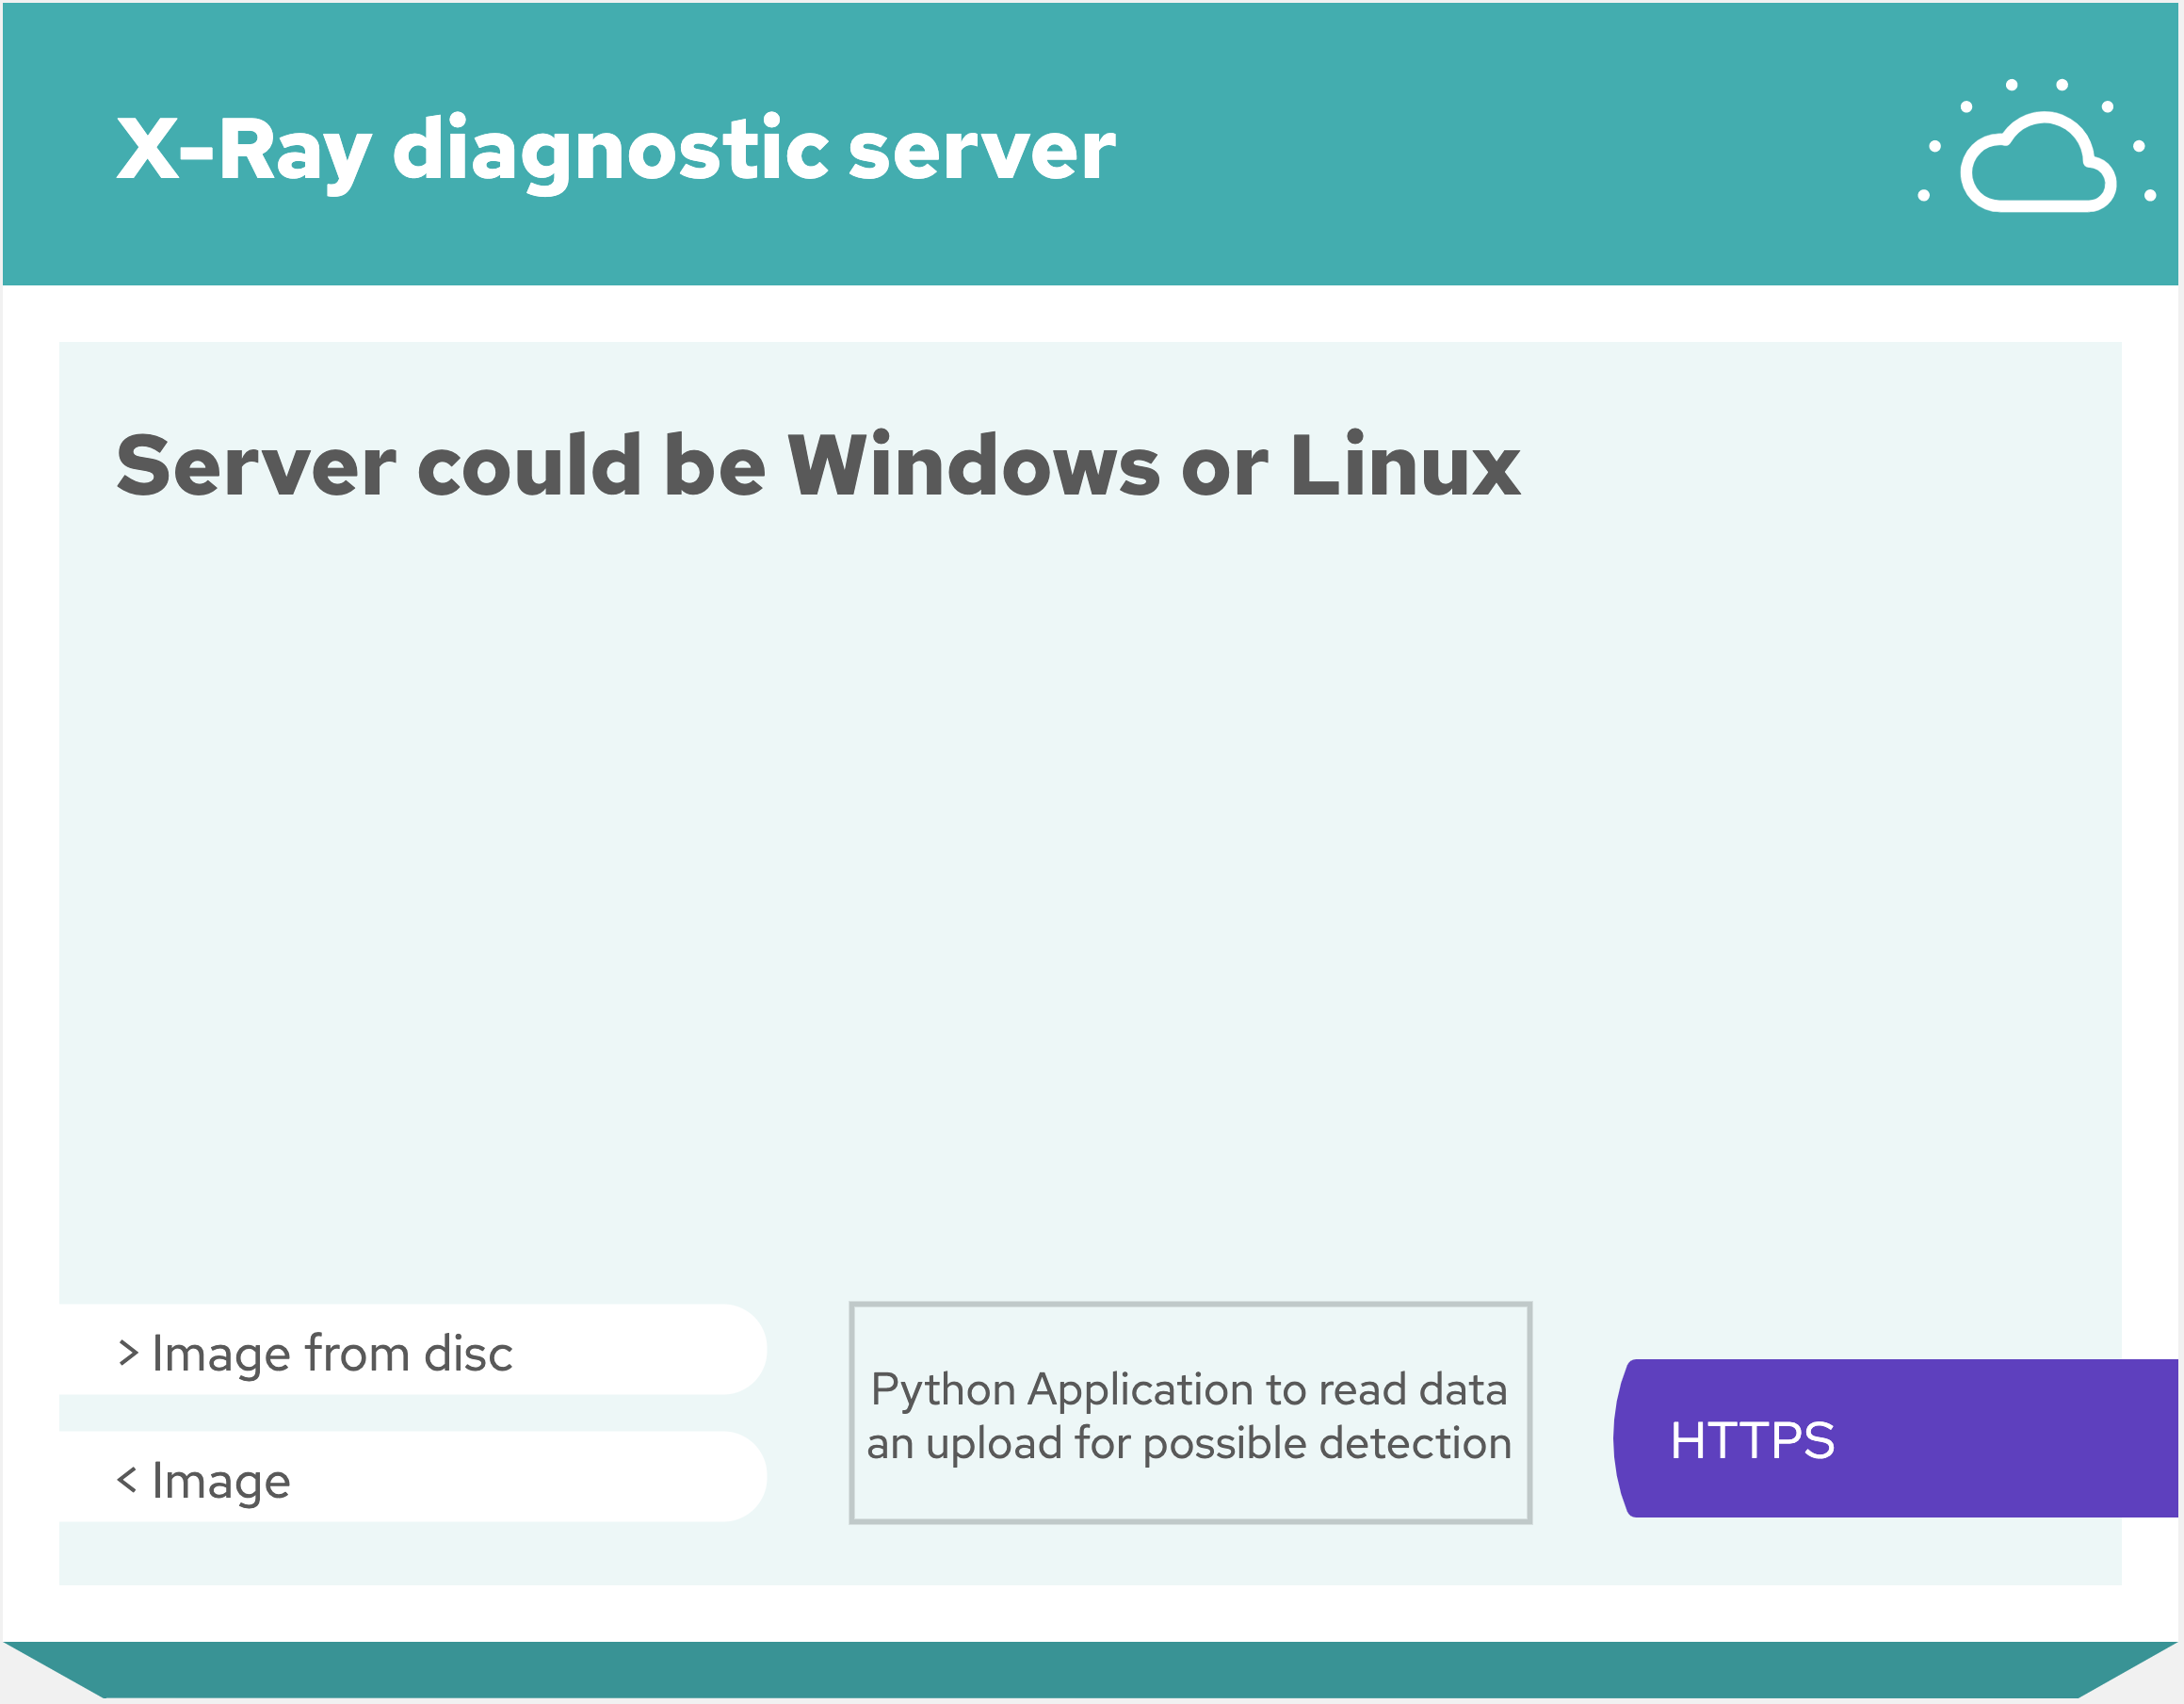 X-Ray diagnostic server
Server could be Windows or Linux
> Image from disc
< Image
Python Application to read data
an upload for possible detection
HTTPS